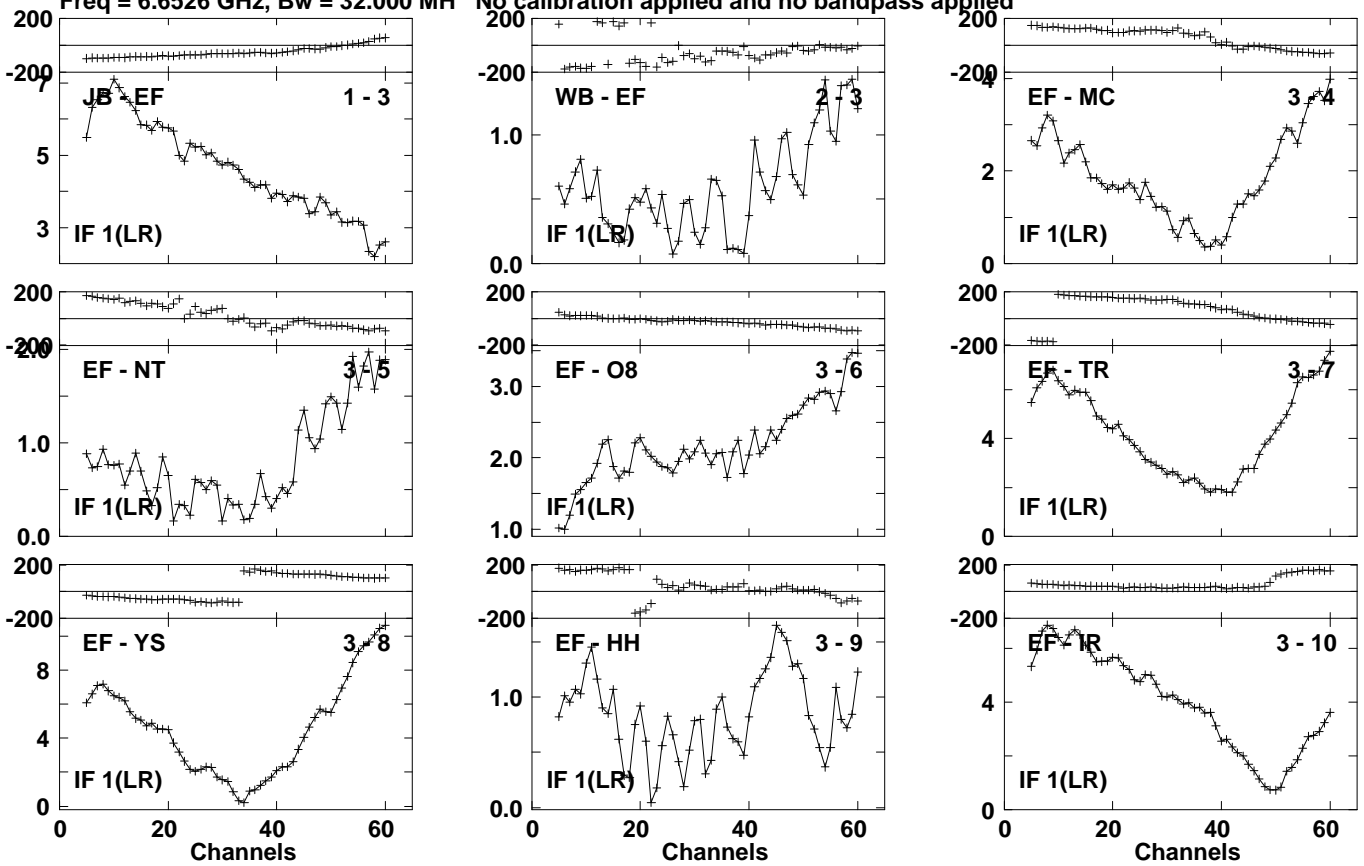 Freq = 6.6526 GHz, Bw = 32.000 MH No calibration applied and no bandpass applied
200
-200
7
5
3
JB - EF
1 - 3
IF 1(LR)
1.0
0.0
WB - EF
2 - 3
IF 1(LR)
200
-200
4
2
0
EF - MC
3 - 4
IF 1(LR)
200
-200
2.0
1.0
0.0
EF - NT
3 - 5
IF 1(LR)
3.0
2.0
1.0
EF - O8
3 - 6
IF 1(LR)
200
-200
4
0
EF - TR
3 - 7
IF 1(LR)
200
-200
8
4
0
EF - YS
3 - 8
IF 1(LR)
200
-200
1.0
0.0
EF - HH
3 - 9
IF 1(LR)
200
-200
4
0
EF - IR
3 - 10
IF 1(LR)
0 20 40 60
Channels
0 20 40 60
0 20 40 60
Channels